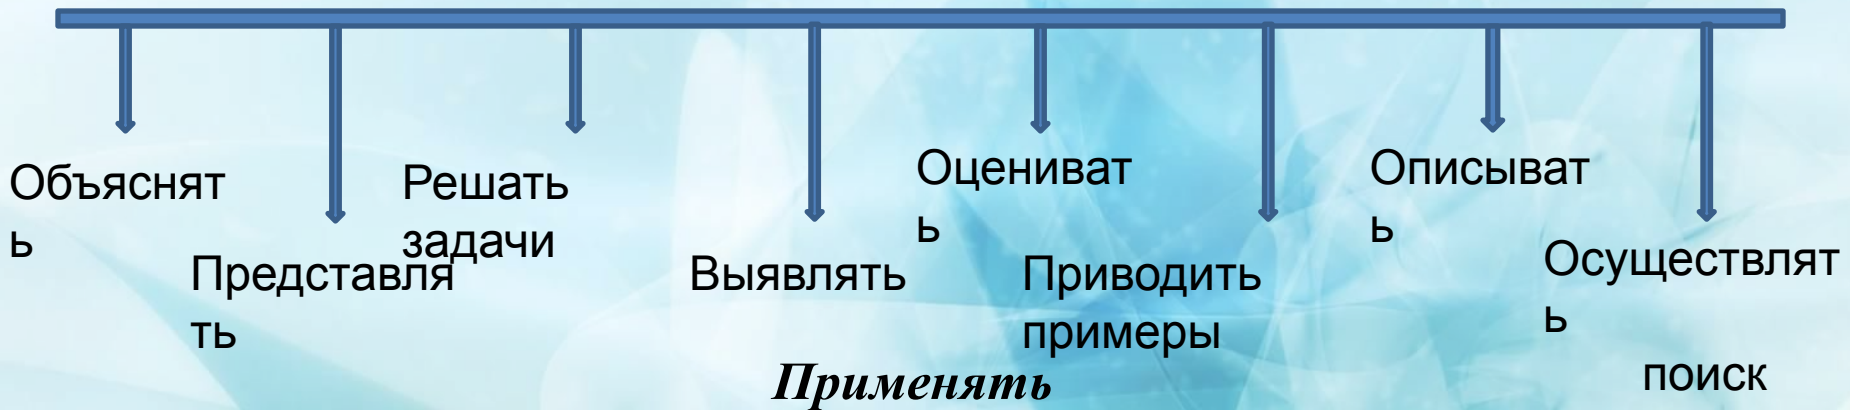 Объяснят
ь
Представля
ть
Решать
задачи
Выявлять
Оцениват
ь
Приводить
примеры
Описыват
ь
Осуществлят
ь
поиск
Применять